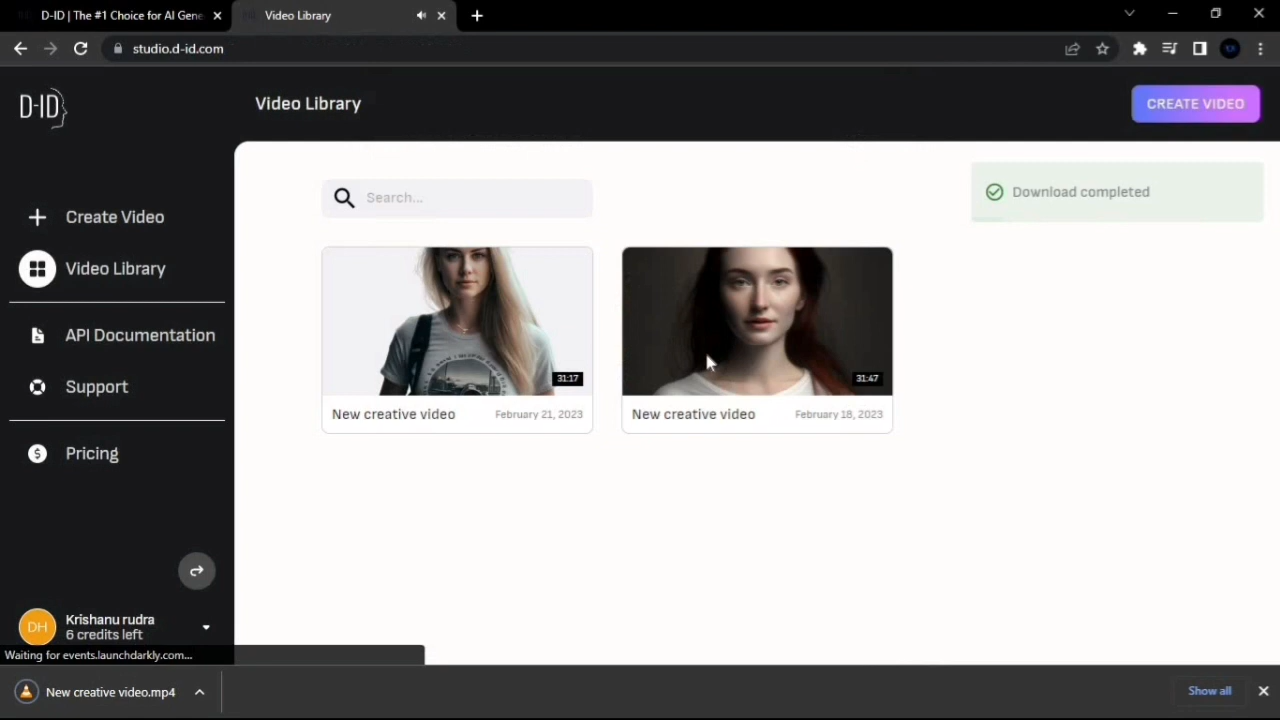 D-ID | The #1 Choice for AI Gene
Video Library
studio.d-id.com
D-ID
Video Library
CREATE VIDEO
Search...
Download completed
Create Video
Video Library
API Documentation
Support
Pricing
31:17
New creative video
February 21, 2023
31:47
New creative video
February 18, 2023
DH
Krishanu rudra
6 credits left
Waiting for events.launchdarkly.com...
New creative video.mp4
Show all